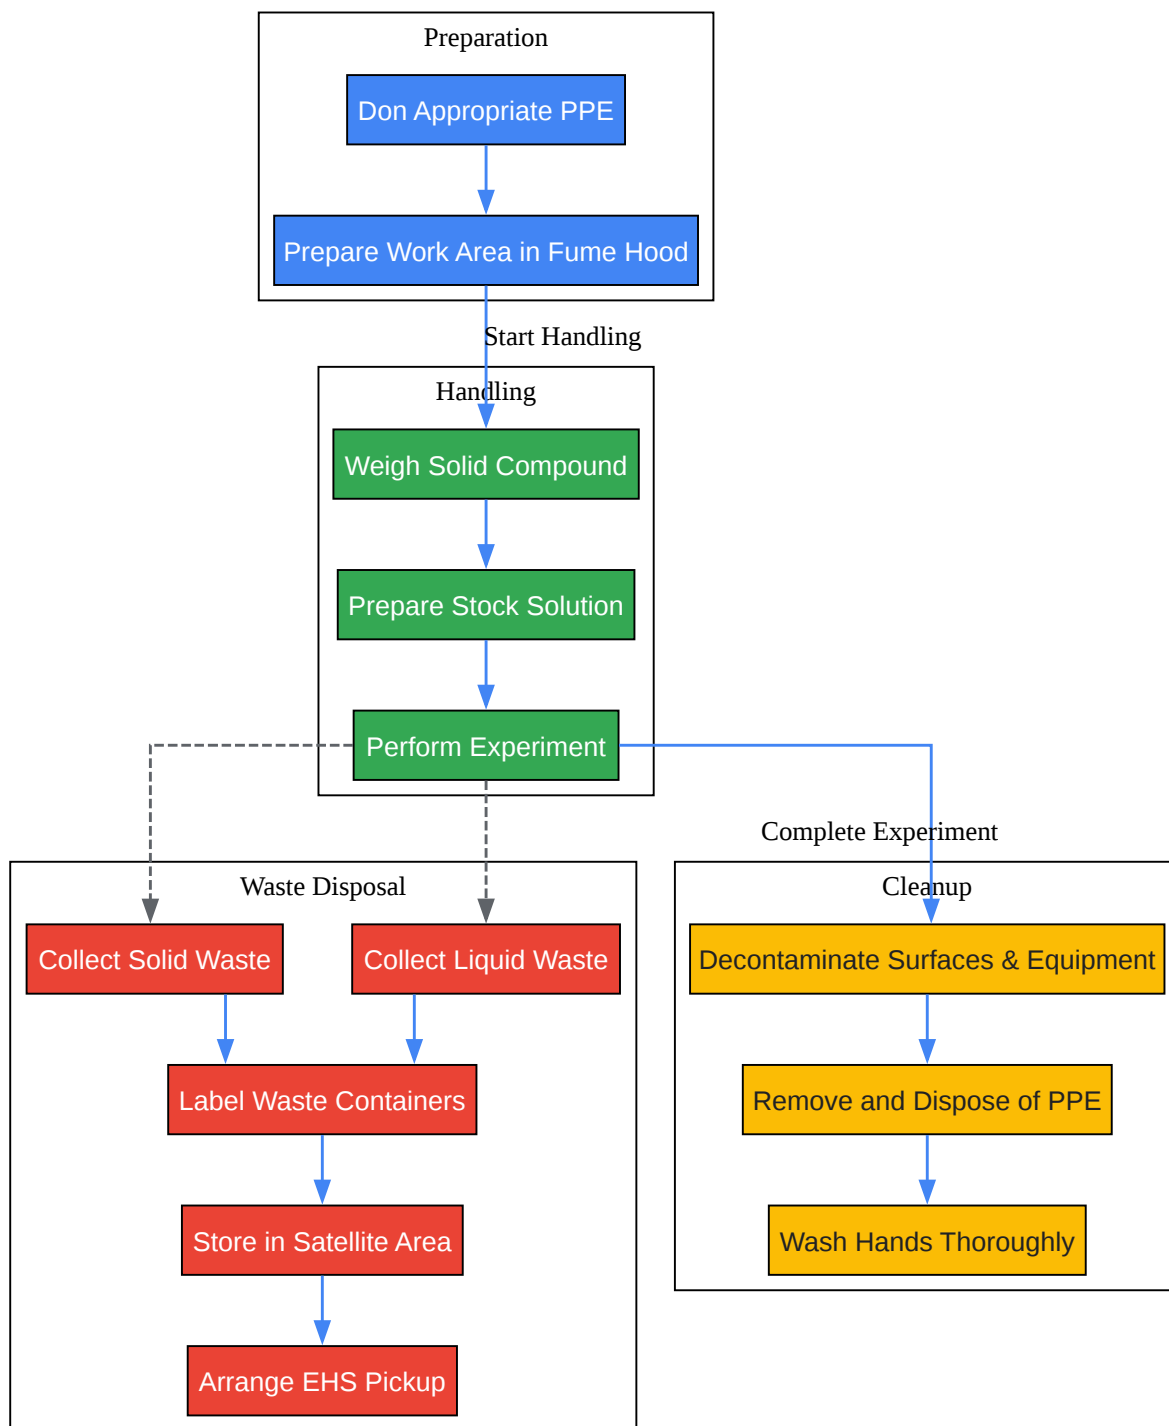 Preparation
Don Appropriate PPE
Prepare Work Area in Fume Hood
Start Handling
Handling
Weigh Solid Compound
Prepare Stock Solution
Perform Experiment
Complete Experiment
Waste Disposal
Collect Solid Waste
Collect Liquid Waste
Label Waste Containers
Store in Satellite Area
Arrange EHS Pickup
Cleanup
Decontaminate Surfaces & Equipment
Remove and Dispose of PPE
Wash Hands Thoroughly